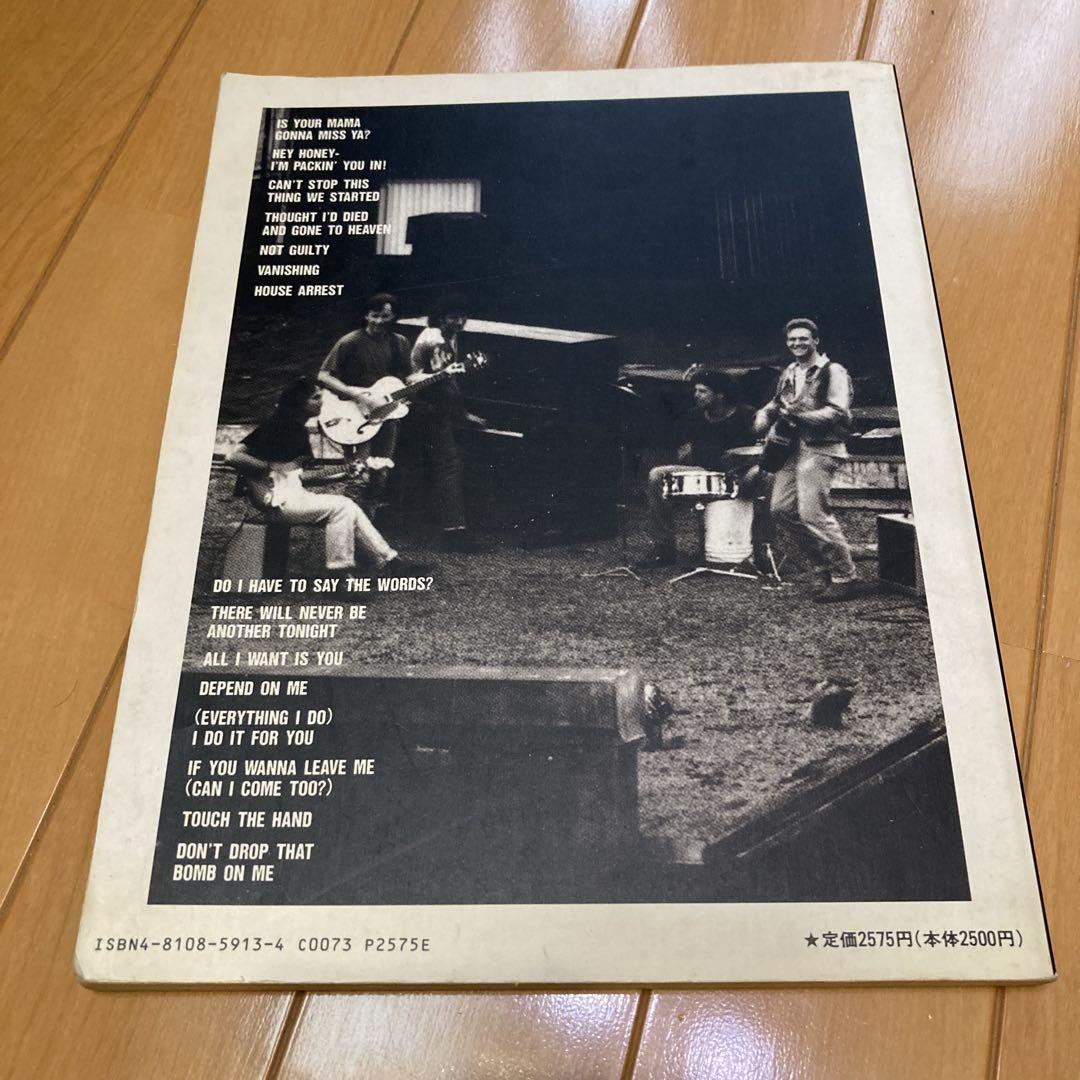 IS YOUR MAMA
GONNA MISS YA?
HEY HONEY-
I'M PACKIN' YOU IN!
CAN'T STOP THIS
THING WE STARTED
THOUGHT I'D DIED
AND GONE TO HEAVEN
NOT GUILTY
VANISHING
HOUSE ARREST
DO I HAVE TO SAY THE WORDS?
THERE WILL NEVER BE
ANOTHER TONIGHT
ALL I WANT IS YOU
DEPEND ON ME
(EVERYTHING I DO)
I DO IT FOR YOU
IF YOU WANNA LEAVE ME
(CAN I COME TOO?)
TOUCH THE HAND
DON'T DROP THAT
BOMB ON ME
ISBN4-8108-5913-4 C0073 P2575E
★定価2575円(本体2500円)